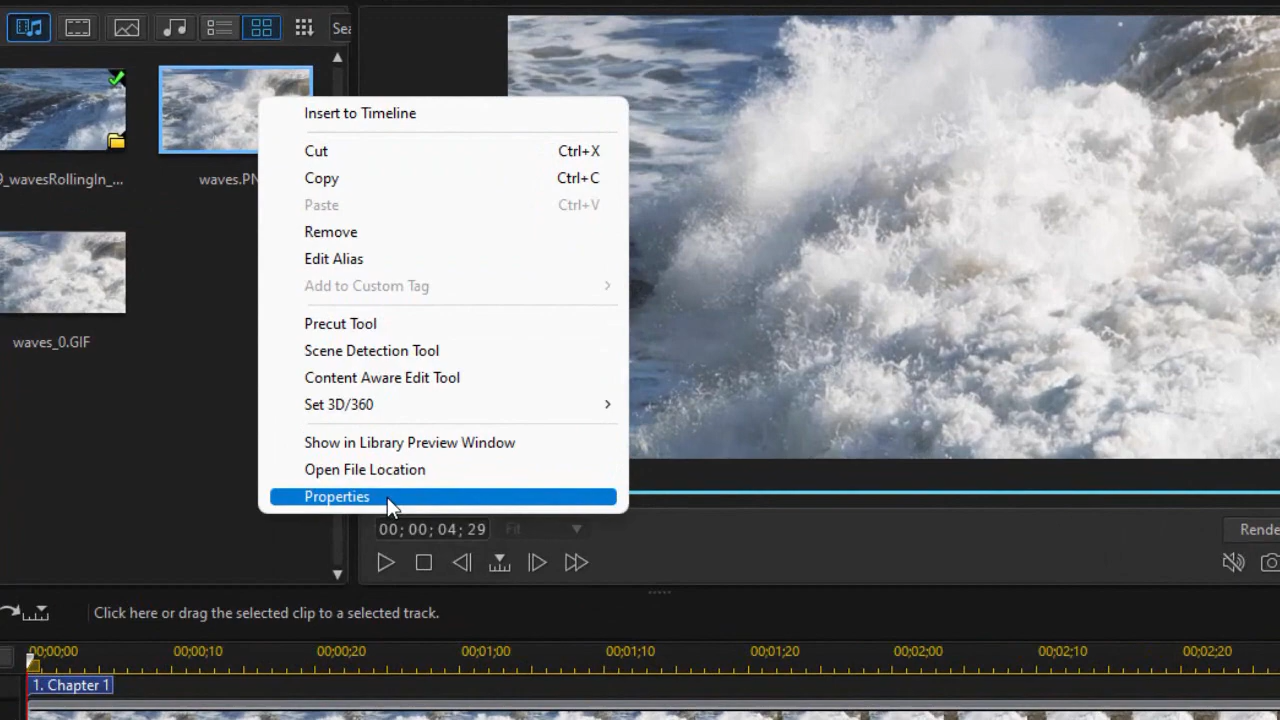 Sea
9_wavesRollingIn_...
waves.PN
waves_0.GIF
Insert to Timeline
Cut Ctrl+X
Copy Ctrl+C
Paste Ctrl+V
Remove
Edit Alias
Add to Custom Tag
Precut Tool
Scene Detection Tool
Content Aware Edit Tool
Set 3D/360
Show in Library Preview Window
Open File Location
Properties
00; 00; 04; 29 Fit
Rende
Click here or drag the selected clip to a selected track.
00;00;00 00;00;10 00;00;20 00;01;00 00;01;10 00;01;20 00;02;00 00;02;10 00;02;20
1. Chapter 1